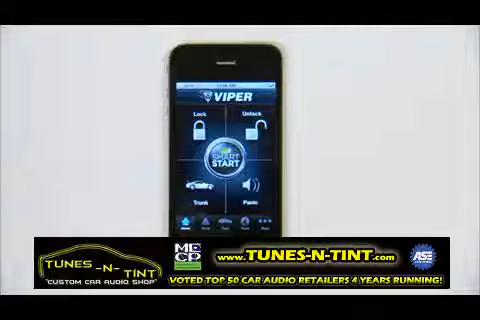 VIPER
Lock
Unlock
SMART
START
Trunk
Panic
TUNES -N- TINT
"CUSTOM CAR AUDIO SHOP"
MECP
www.TUNES-N-TINT.com
ASE
VOTED TOP 50 CAR AUDIO RETAILERS 4 YEARS RUNNING!